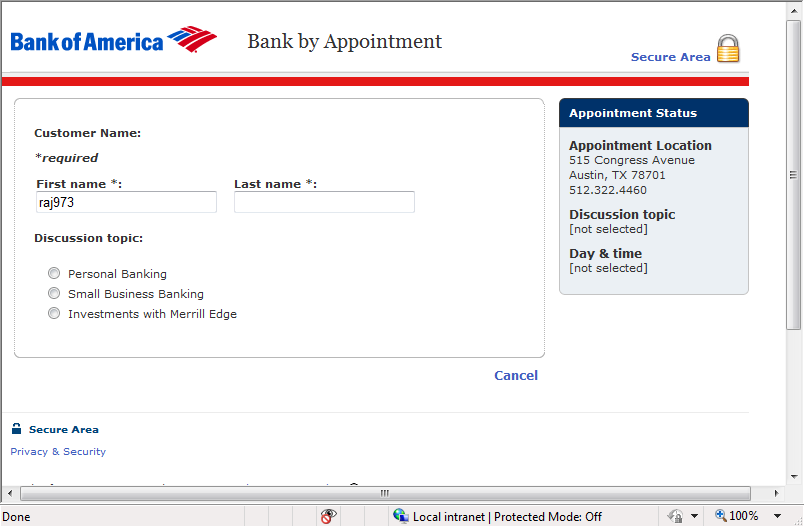 Bank of America
Bank by Appointment
Secure Area
Customer Name:
*required
First name *:
Last name *:
raj973
Discussion topic:
Personal Banking
Small Business Banking
Investments with Merrill Edge
Cancel
Appointment Status
Appointment Location
515 Congress Avenue
Austin, TX 78701
512.322.4460
Discussion topic
[not selected]
Day & time
[not selected]
Secure Area
Privacy & Security
Done
Local intranet | Protected Mode: Off
100%